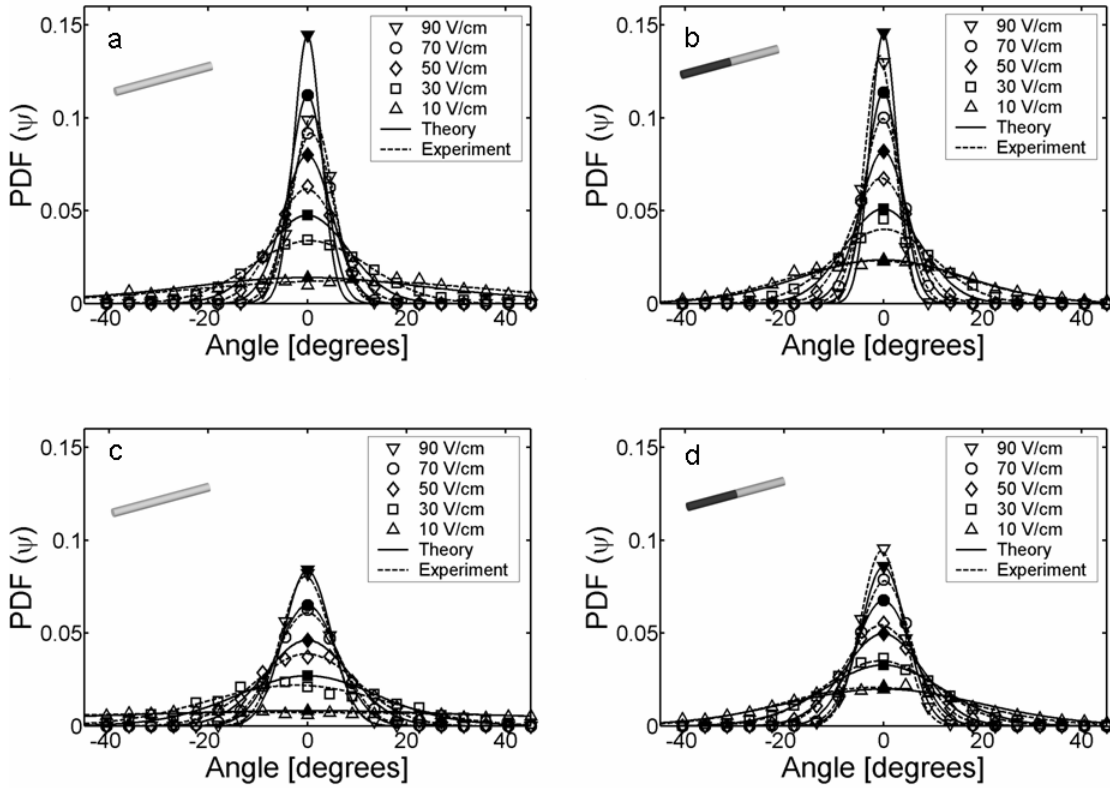 a
0.15
0.1
0.05
0
PDF (ψ)
90 V/cm
70 V/cm
50 V/cm
30 V/cm
10 V/cm
Theory
Experiment
-40
-20
0
20
40
Angle [degrees]
b
0.15
0.1
0.05
0
PDF (ψ)
90 V/cm
70 V/cm
50 V/cm
30 V/cm
10 V/cm
Theory
Experiment
-40
-20
0
20
40
Angle [degrees]
c
0.15
0.1
0.05
0
PDF (ψ)
90 V/cm
70 V/cm
50 V/cm
30 V/cm
10 V/cm
Theory
Experiment
-40
-20
0
20
40
Angle [degrees]
d
0.15
0.1
0.05
0
PDF (ψ)
90 V/cm
70 V/cm
50 V/cm
30 V/cm
10 V/cm
Theory
Experiment
-40
-20
0
20
40
Angle [degrees]